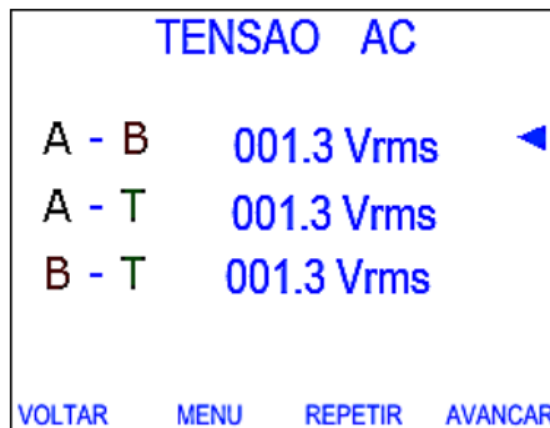 TENSAO AC
A - B 001.3 Vrms
A - T 001.3 Vrms
B - T 001.3 Vrms
VOLTAR MENU REPETIR AVANCAR